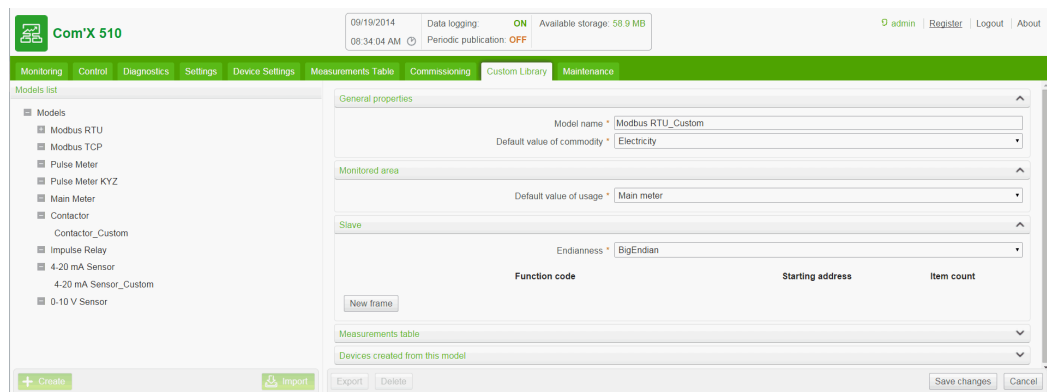 Com'X 510
09/19/2014
08:34:04 AM
Data logging: ON
Periodic publication: OFF
Available storage: 58.9 MB
admin Register Logout About
Monitoring Control Diagnostics Settings Device Settings Measurements Table Commissioning Custom Library Maintenance
Models list
Models
Modbus RTU
Modbus TCP
Pulse Meter
Pulse Meter KYZ
Main Meter
Contactor
Contactor_Custom
Impulse Relay
4-20 mA Sensor
4-20 mA Sensor_Custom
0-10 V Sensor
Create Import
General properties
Model name * Modbus RTU_Custom
Default value of commodity * Electricity
Monitored area
Default value of usage * Main meter
Slave
Endianness * BigEndian
Function code Starting address Item count
New frame
Measurements table
Devices created from this model
Export Delete Save changes Cancel